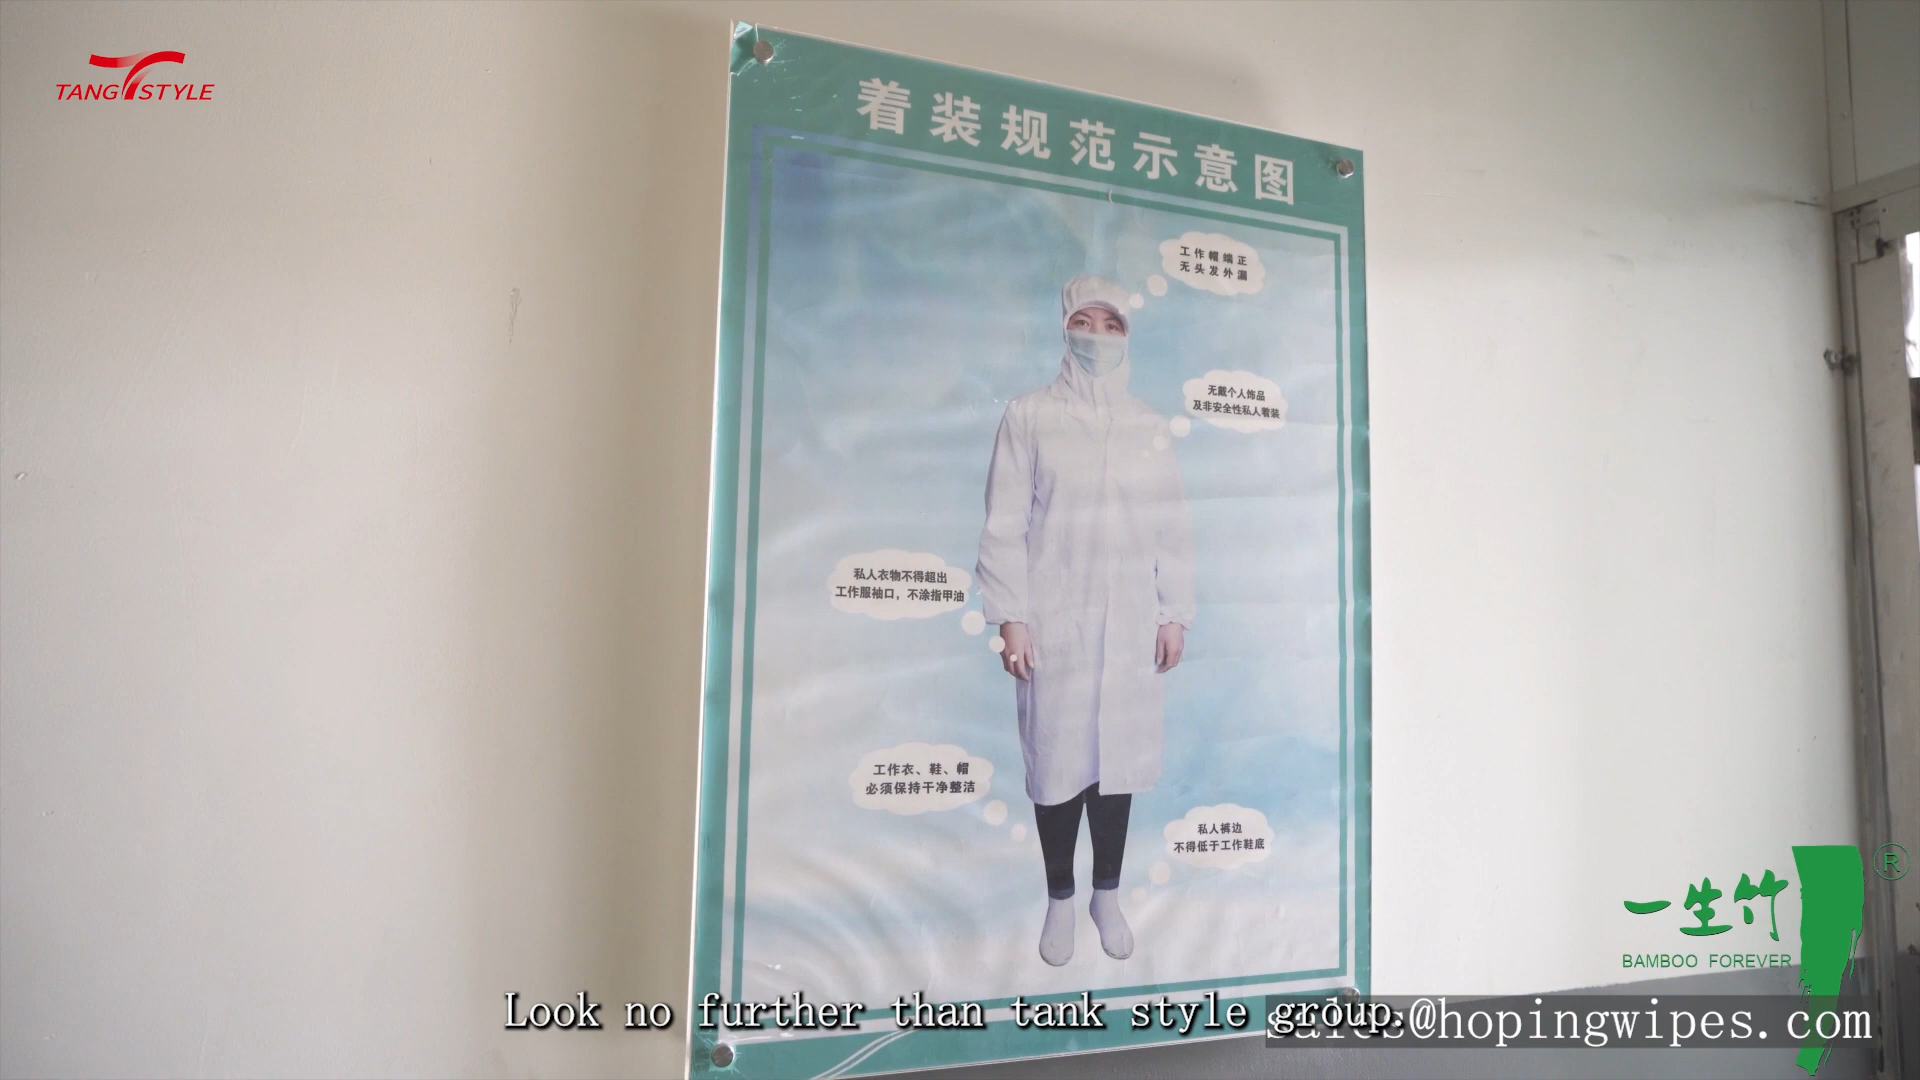 TANG STYLE
着装规范示意图
工作帽端正
无头发外漏
无戴个人饰品
及非安全性私人着装
私人衣物不得超出
工作服袖口，不涂指甲油
工作衣、鞋、帽
必须保持干净整洁
私人裤边
不得低于工作鞋底
一生竹
®
BAMBOO FOREVER
Look no further than tank style group.
sales@hopingwipes.com